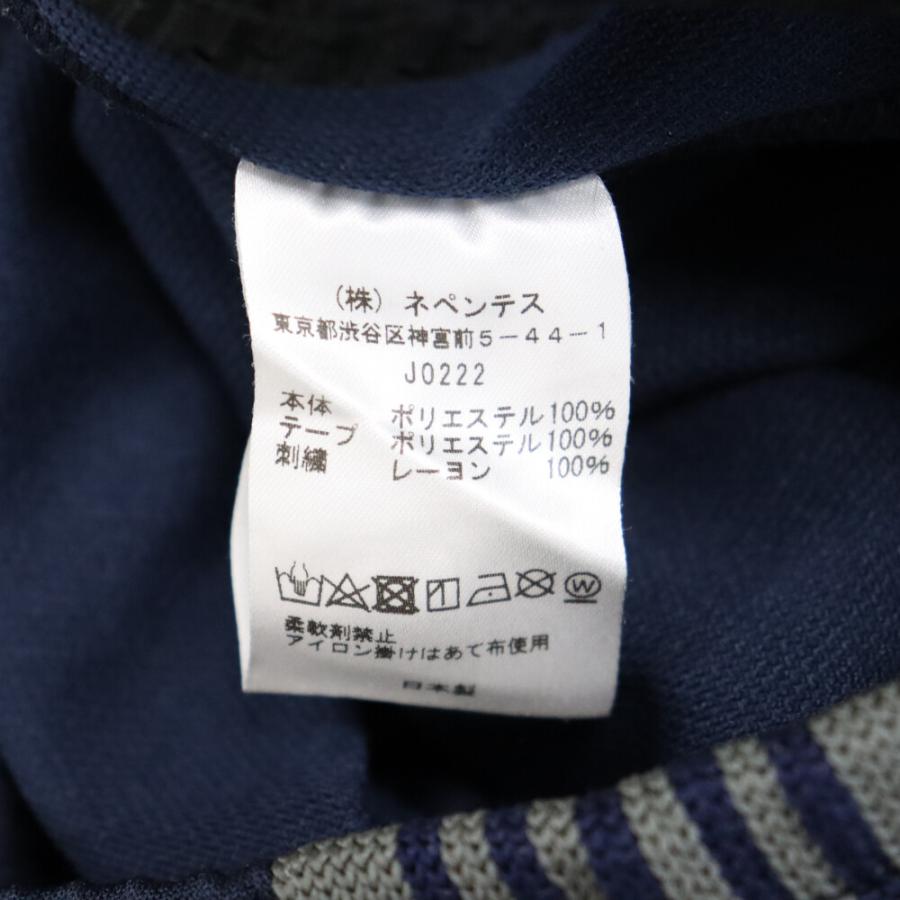 （株）ネペンテス
東京都渋谷区神宮前５－４４－１
J0222
本体 ポリエステル100%
テープ ポリエステル100%
刺繍 レーヨン 100%
W
柔軟剤禁止
アイロン掛けはあて布使用
日本製